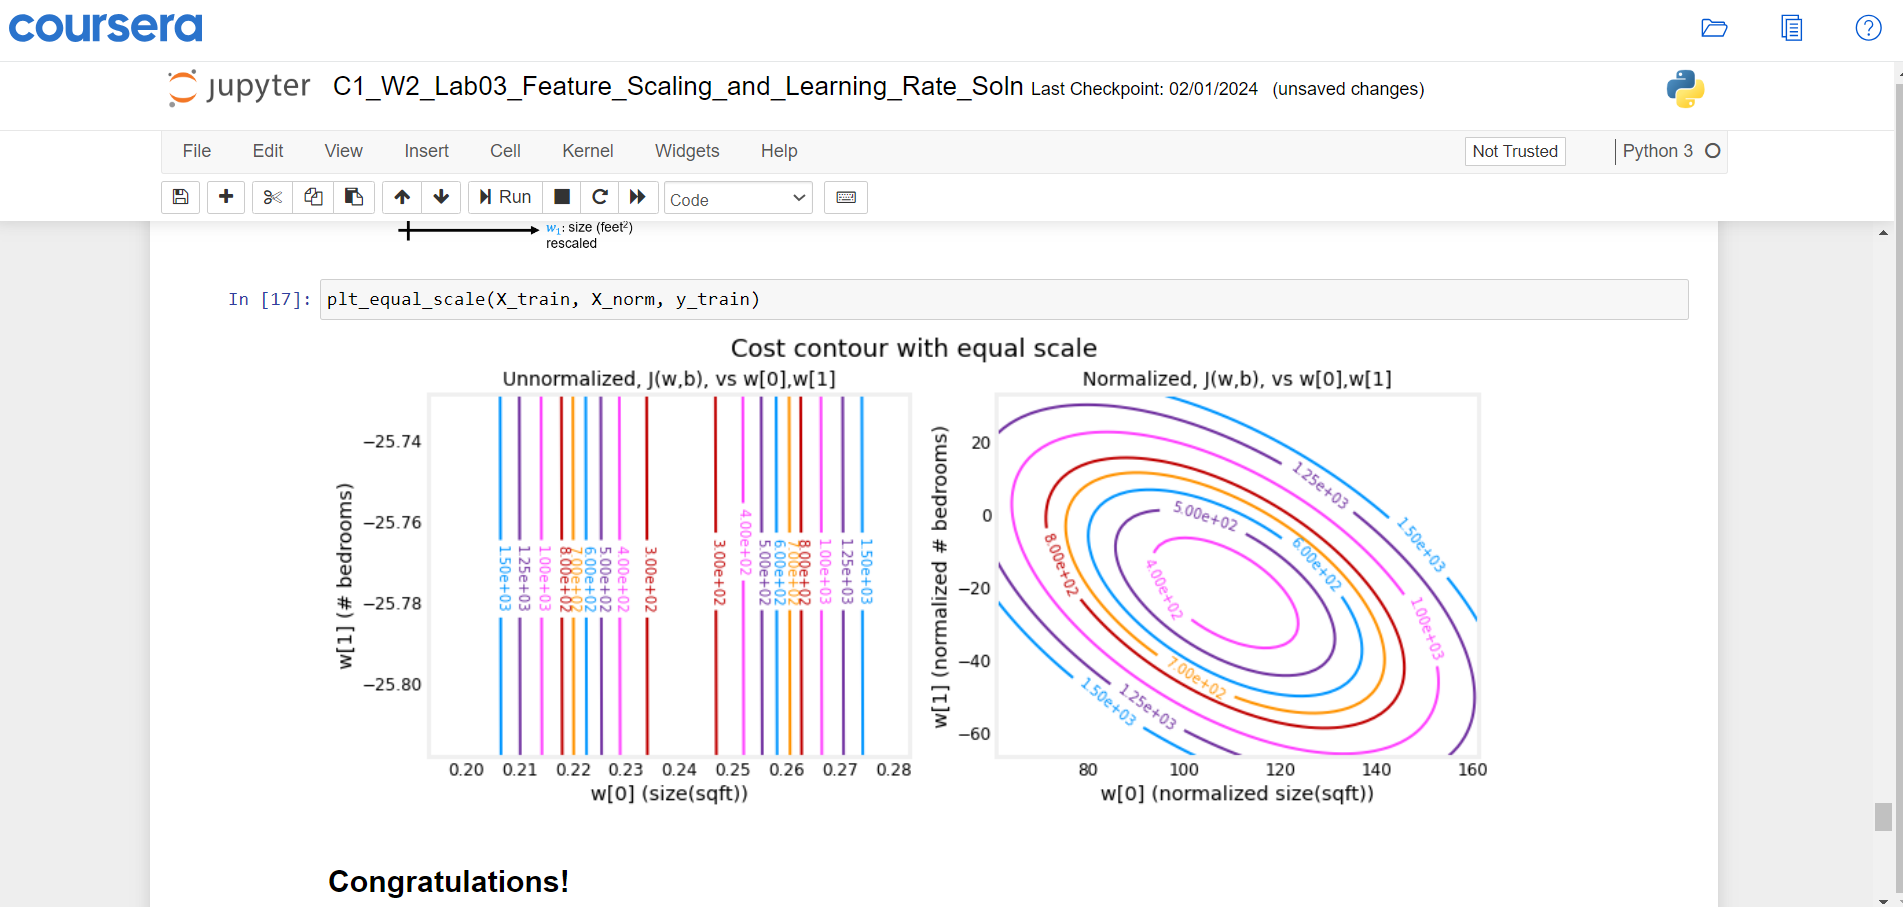 coursera
jupyter C1_W2_Lab03_Feature_Scaling_and_Learning_Rate_Soln Last Checkpoint: 02/01/2024 (unsaved changes)
File Edit View Insert Cell Kernel Widgets Help Not Trusted Python 3
Run Code
w₁: size (feet²)
rescaled
In [17]: plt_equal_scale(X_train, X_norm, y_train)
Cost contour with equal scale
Unnormalized, J(w,b), vs w[0],w[1]
w[1] (# bedrooms)
−25.74
−25.76
−25.78
−25.80
1.50e+03
1.25e+03
1.00e+03
8.00e+02
7.00e+02
6.00e+02
5.00e+02
4.00e+02
3.00e+02
3.00e+02
4.00e+02
5.00e+02
6.00e+02
7.00e+02
8.00e+02
1.00e+03
1.25e+03
1.50e+03
0.20 0.21 0.22 0.23 0.24 0.25 0.26 0.27 0.28
w[0] (size(sqft))
Normalized, J(w,b), vs w[0],w[1]
w[1] (normalized # bedrooms)
20
0
−20
−40
−60
1.25e+03
5.00e+02
1.50e+03
8.00e+02
6.00e+02
4.00e+02
1.00e+03
7.00e+02
1.50e+03
1.25e+03
80 100 120 140 160
w[0] (normalized size(sqft))
Congratulations!